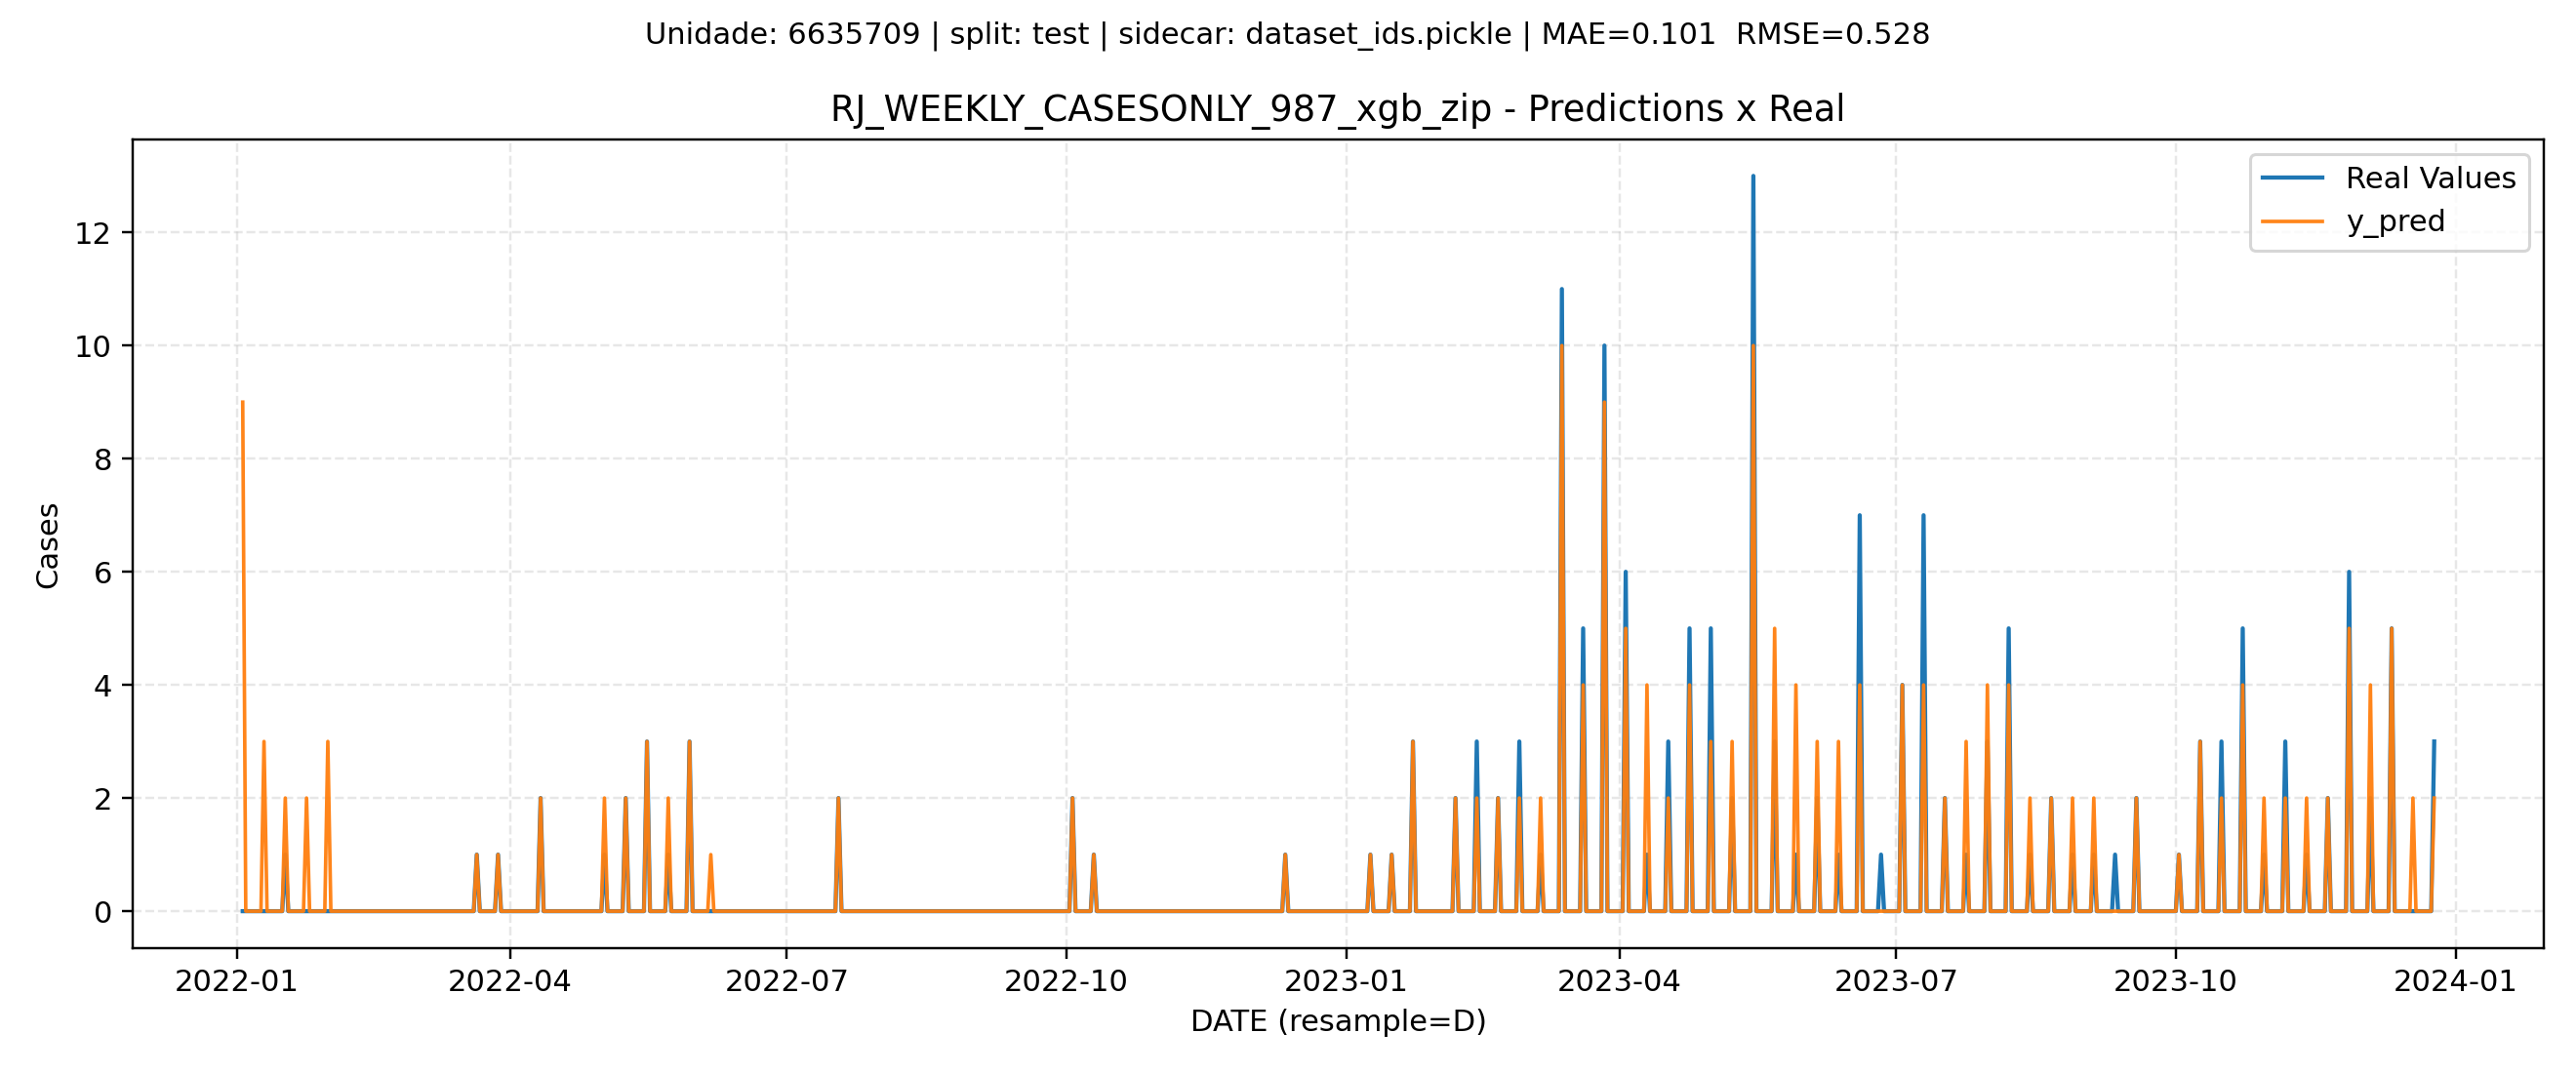 Unidade: 6635709 | split: test | sidecar: dataset_ids.pickle | MAE=0.101  RMSE=0.528
RJ_WEEKLY_CASESONLY_987_xgb_zip - Predictions x Real
Real Values
y_pred
Cases
12
10
8
6
4
2
0
2022-01
2022-04
2022-07
2022-10
2023-01
2023-04
2023-07
2023-10
2024-01
DATE (resample=D)